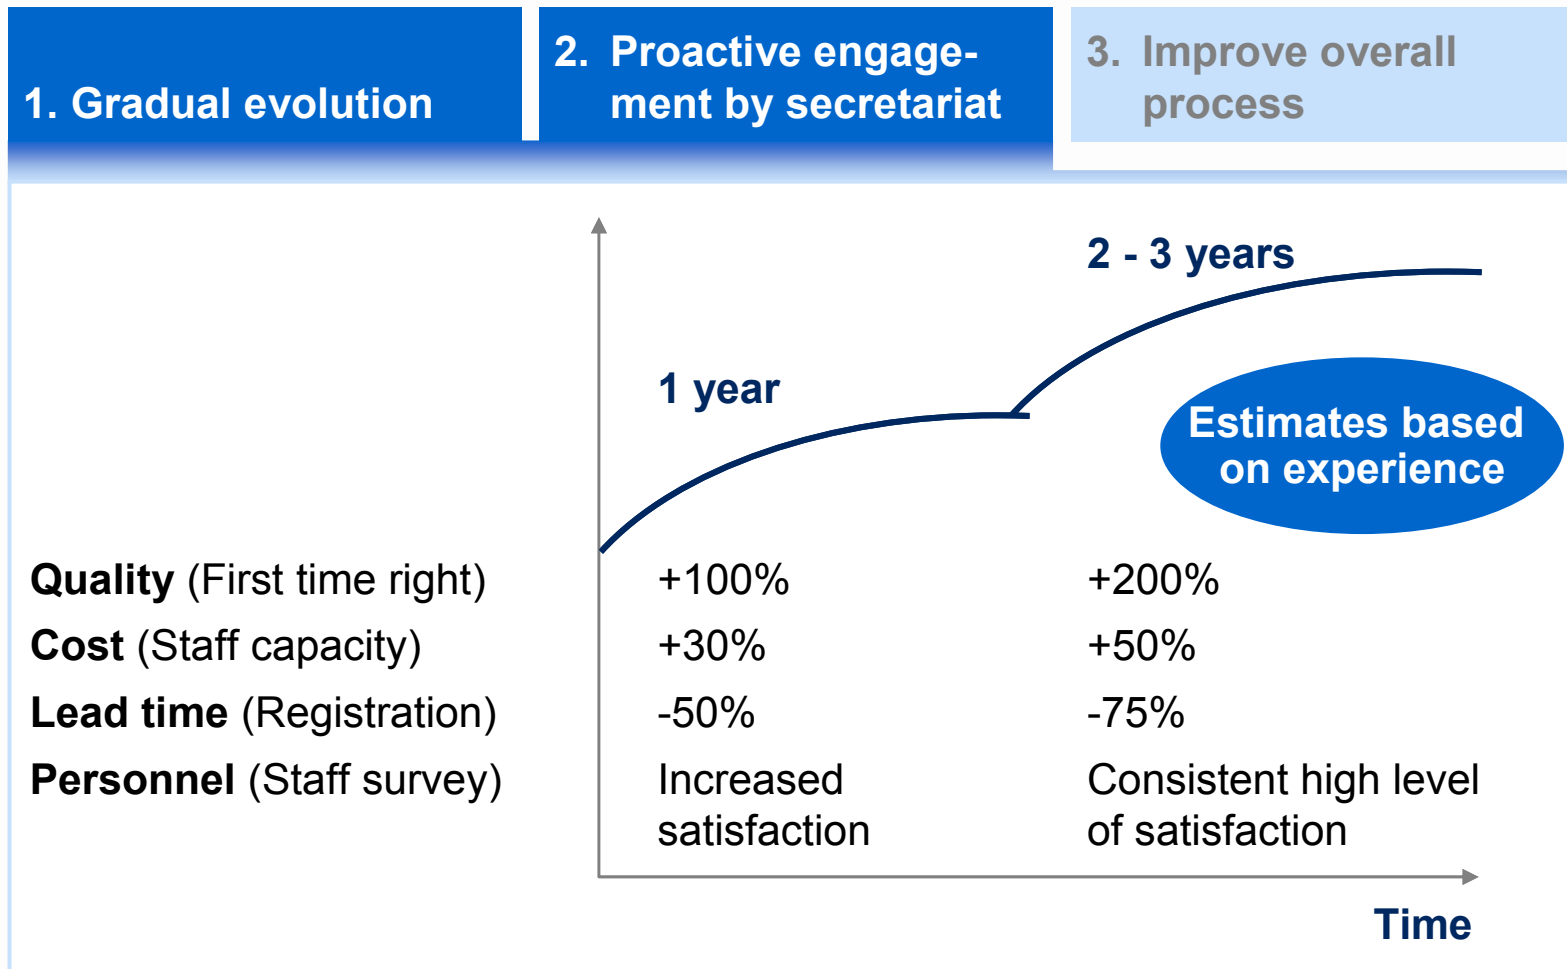 1. Gradual evolution
2. Proactive engage-
ment by secretariat
3. Improve overall
process
2 - 3 years
1 year
Estimates based
on experience
Quality (First time right) +100% +200%
Cost (Staff capacity) +30% +50%
Lead time (Registration) -50% -75%
Personnel (Staff survey) Increased Consistent high level
satisfaction of satisfaction
Time